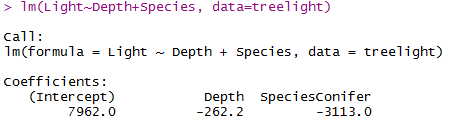 > lm(Light~Depth+Species, data=treelight)
Call:
lm(formula = Light ~ Depth + Species, data = treelight)
Coefficients:
(Intercept) Depth SpeciesConifer
7962.0 -262.2 -3113.0